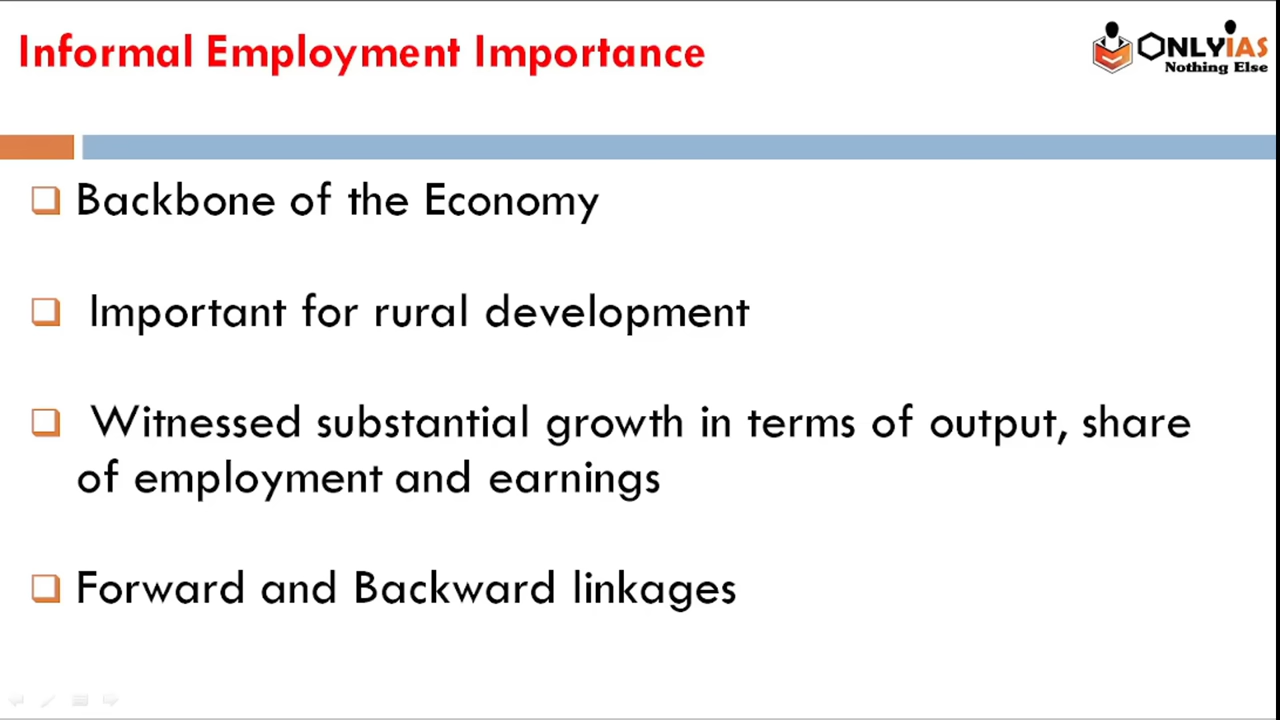 Informal Employment Importance
ONLYIAS
Nothing Else
Backbone of the Economy
Important for rural development
Witnessed substantial growth in terms of output, share
of employment and earnings
Forward and Backward linkages